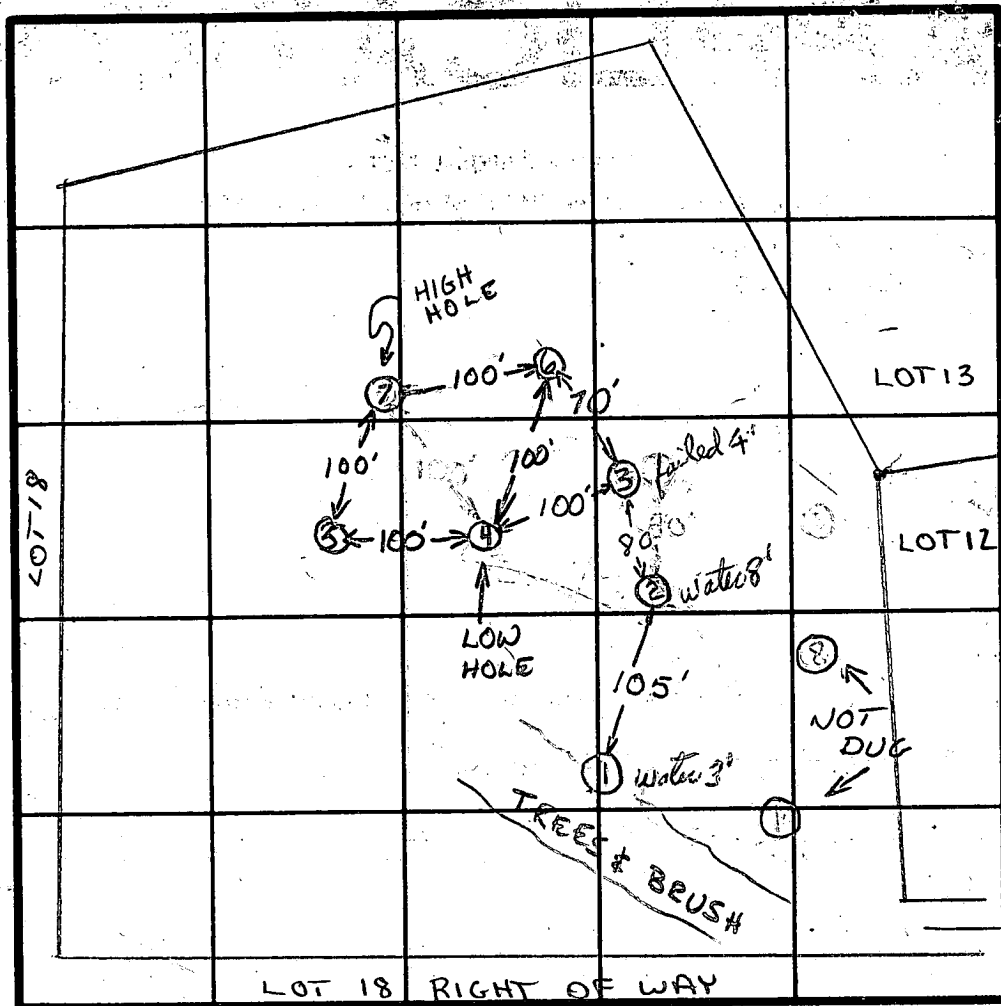 HIGH
HOLE
7
100'
6
LOT 13
70'
100'
100'
3
failed 4'
LOT 18
100'
5
100'
4
80'
LOT 12
2
water 8'
LOW
HOLE
8
105'
NOT
DUG
1
water 3'
1
TREES & BRUSH
LOT 18 RIGHT OF WAY